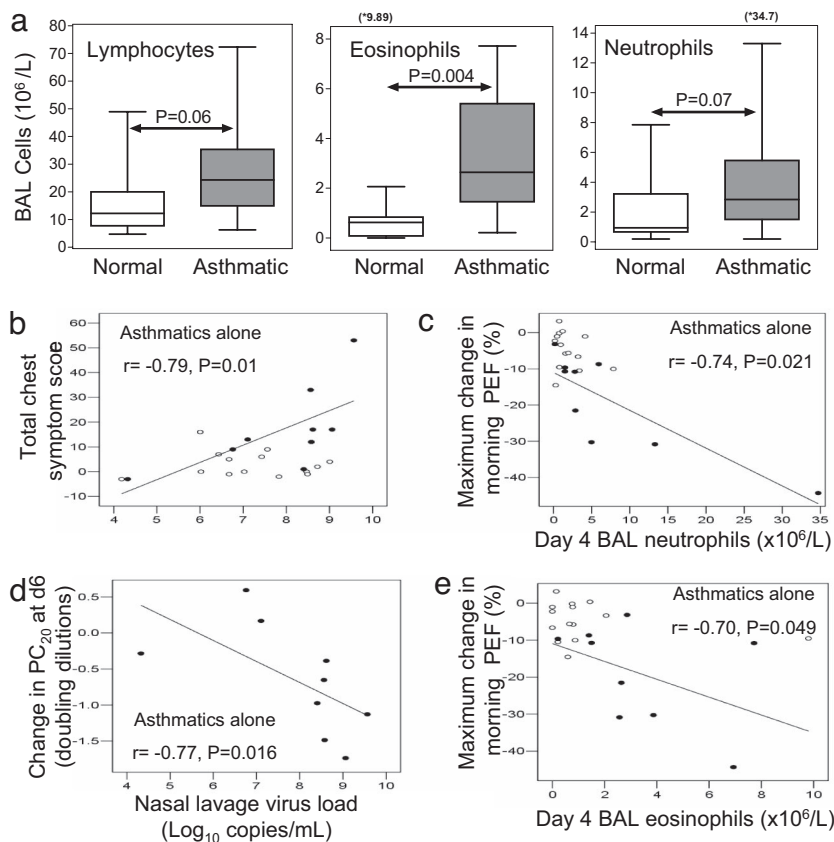 a
(*9.89)
(*34.7)
BAL Cells (10⁶/L)
80
70
60
50
40
30
20
10
0
Lymphocytes
P=0.06
Normal
Asthmatic
8
6
4
2
0
Eosinophils
P=0.004
Normal
Asthmatic
14
12
10
8
6
4
2
0
Neutrophils
P=0.07
Normal
Asthmatic
b
Total chest
symptom scoe
60
50
40
30
20
10
0
-10
Asthmatics alone
r= -0.79, P=0.01
4 5 6 7 8 9 10
c
Maximum change in
morning PEF (%)
0
-10
-20
-30
-40
Asthmatics alone
r= -0.74, P=0.021
0 5 10 15 20 25 30 35
Day 4 BAL neutrophils (x10⁶/L)
d
Change in PC₂₀ at d6
(doubling dilutions)
0.5
0.0
-0.5
-1.0
-1.5
Asthmatics alone
r= -0.77, P=0.016
4 5 6 7 8 9 10
Nasal lavage virus load
(Log₁₀ copies/mL)
e
Maximum change in
morning PEF (%)
0
-10
-20
-30
-40
Asthmatics alone
r= -0.70, P=0.049
0 2 4 6 8 10
Day 4 BAL eosinophils (x10⁶/L)